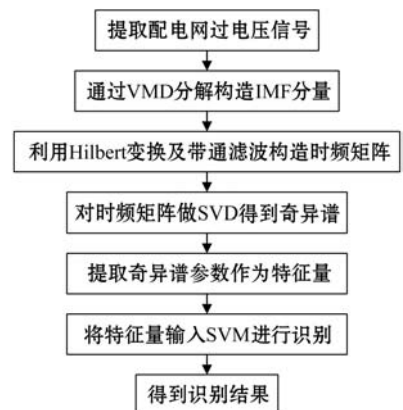 提取配电网过电压信号
通过VMD分解构造IMF分量
利用Hilbert变换及带通滤波构造时频矩阵
对时频矩阵做SVD得到奇异谱
提取奇异谱参数作为特征量
将特征量输入SVM进行识别
得到识别结果